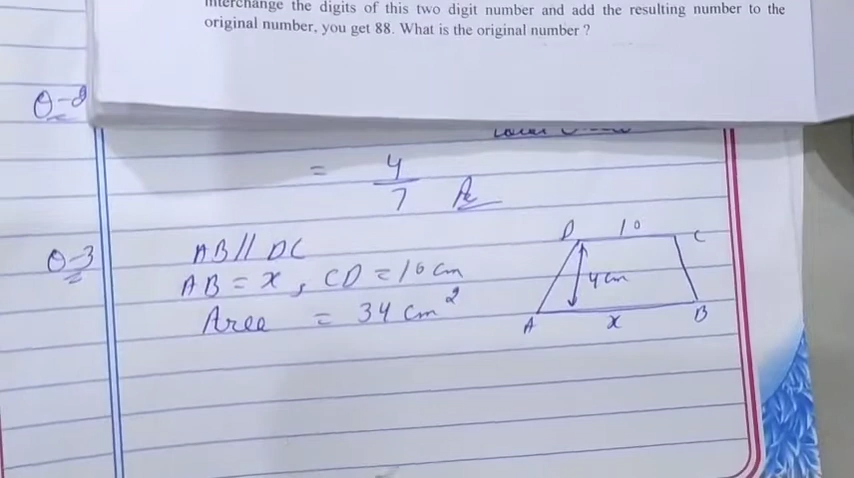 interchange the digits of this two digit number and add the resulting number to the
original number, you get 88. What is the original number ?
= 4
7
Q-3
AB // DC
AB = x , CD = 10 cm
Area = 34 cm²
D 10 C
4cm
A x B